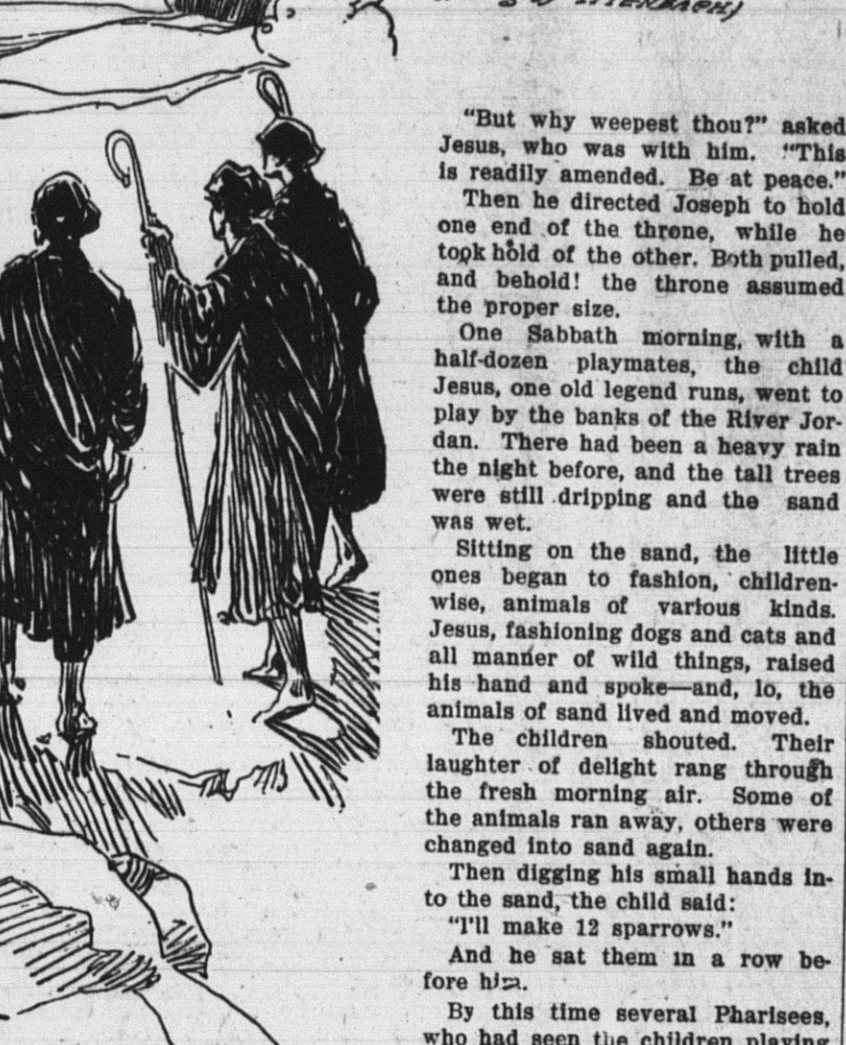 "But why weepest thou?" asked
Jesus, who was with him. "This
is readily amended. Be at peace."
Then he directed Joseph to hold
one end of the throne, while he
took hold of the other. Both pulled,
and behold! the throne assumed
the proper size.
One Sabbath morning, with a
half-dozen playmates, the child
Jesus, one old legend runs, went to
play by the banks of the River Jor-
dan. There had been a heavy rain
the night before, and the tall trees
were still dripping and the sand
was wet.
Sitting on the sand, the little
ones began to fashion, children-
wise, animals of various kinds.
Jesus, fashioning dogs and cats and
all manner of wild things, raised
his hand and spoke—and, lo, the
animals of sand lived and moved.
The children shouted. Their
laughter of delight rang through
the fresh morning air. Some of
the animals ran away, others were
changed into sand again.
Then digging his small hands in-
to the sand, the child said:
"I'll make 12 sparrows."
And he sat them in a row be-
fore him.
By this time several Pharisees,
who had seen the children playing